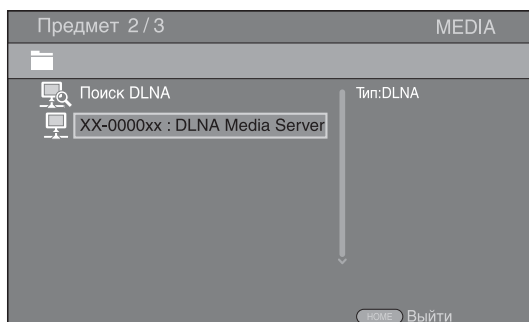 Предмет 2/3 MEDIA
Поиск DLNA Тип:DLNA
XX-0000xx : DLNA Media Server
HOME Выйти